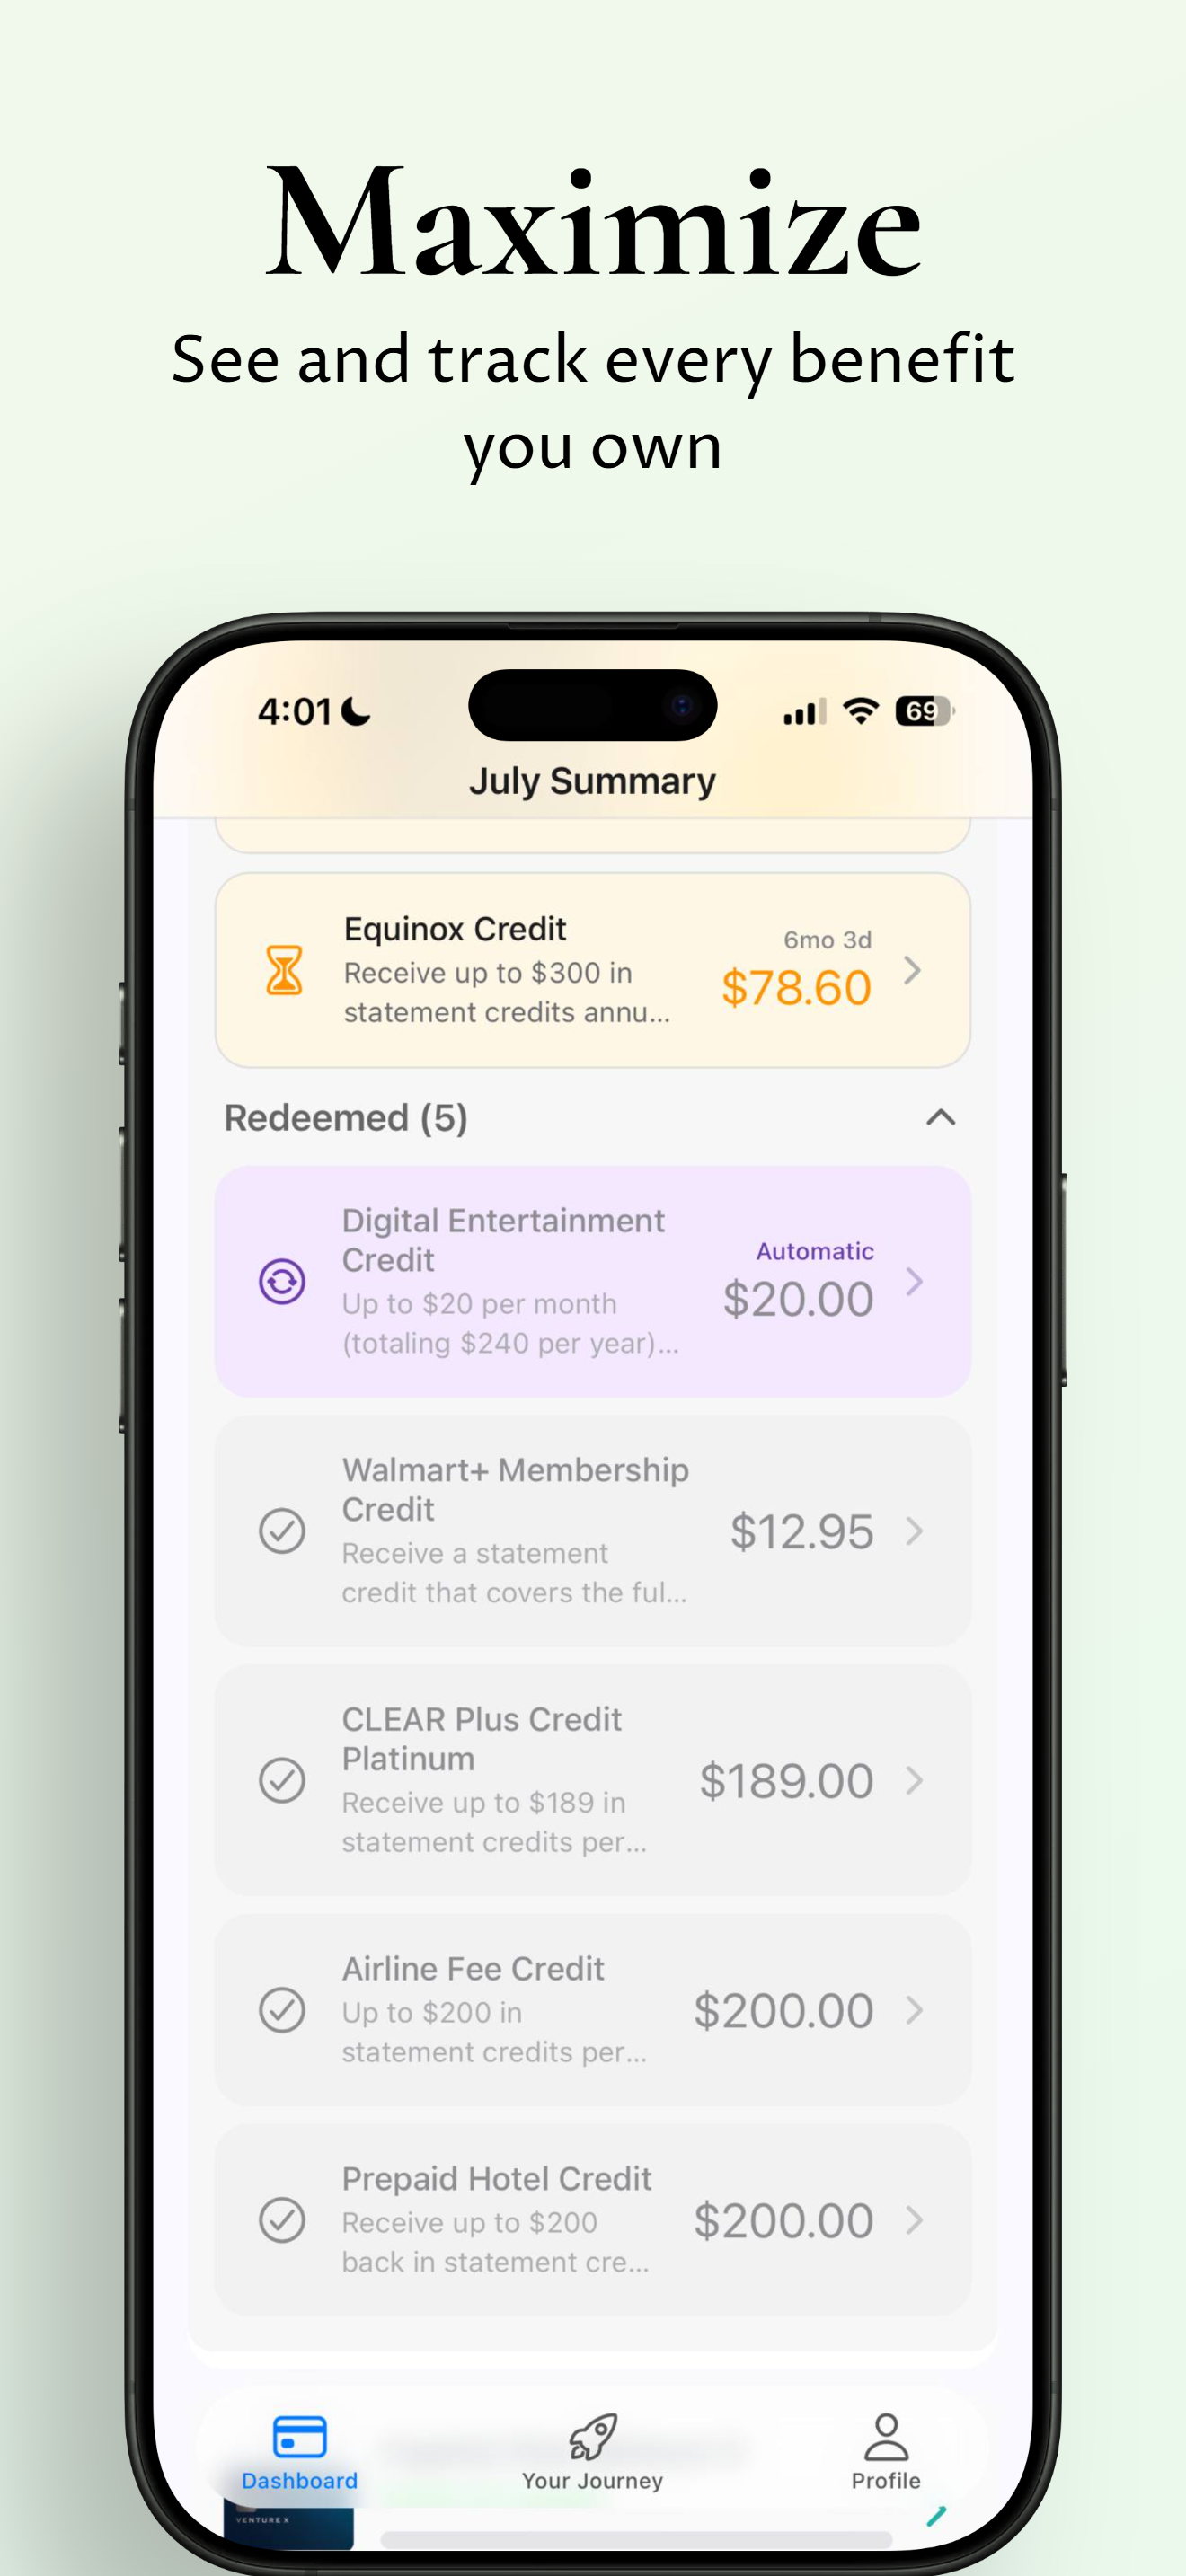 Maximize
See and track every benefit
you own
4:01
69
July Summary
Equinox Credit
6mo 3d
Receive up to $300 in
statement credits annu...
$78.60
Redeemed (5)
Digital Entertainment
Credit
Automatic
Up to $20 per month
(totaling $240 per year)...
$20.00
Walmart+ Membership
Credit
Receive a statement
credit that covers the ful...
$12.95
CLEAR Plus Credit
Platinum
Receive up to $189 in
statement credits per...
$189.00
Airline Fee Credit
Up to $200 in
statement credits per...
$200.00
Prepaid Hotel Credit
Receive up to $200
back in statement cre...
$200.00
Dashboard
Your Journey
Profile
VENTURE X